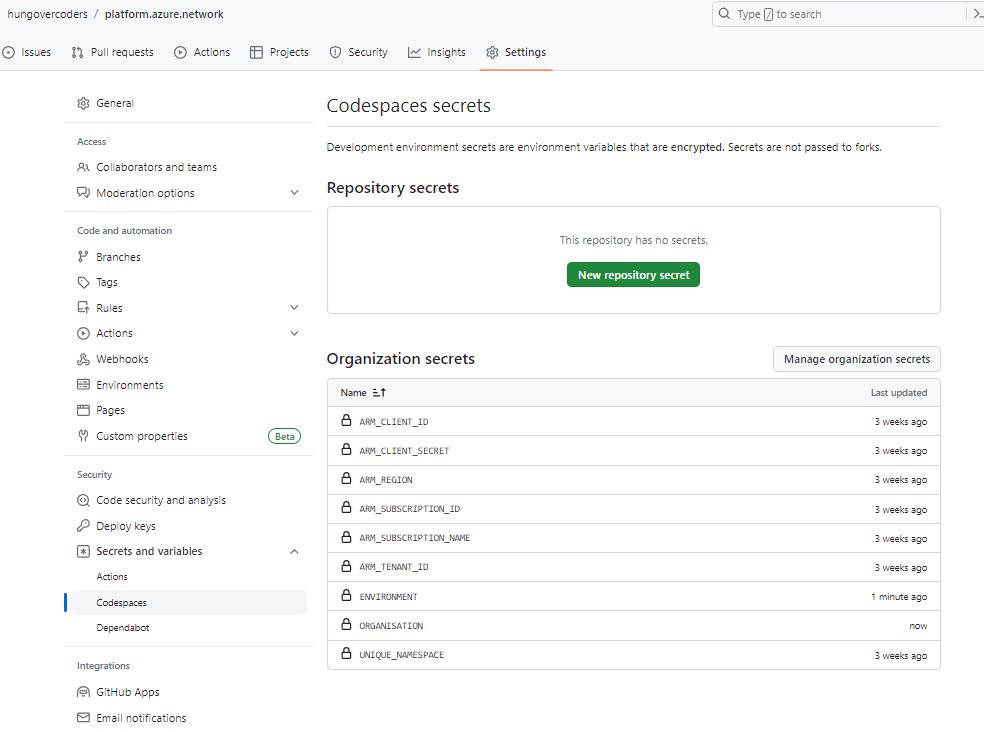 hungovercoders / platform.azure.network
Type / to search
Issues Pull requests Actions Projects Security Insights Settings
General
Access
Collaborators and teams
Moderation options
Code and automation
Branches
Tags
Rules
Actions
Webhooks
Environments
Pages
Custom properties Beta
Security
Code security and analysis
Deploy keys
Secrets and variables
Actions
Codespaces
Dependabot
Integrations
GitHub Apps
Email notifications
Codespaces secrets
Development environment secrets are environment variables that are encrypted. Secrets are not passed to forks.
Repository secrets
This repository has no secrets.
New repository secret
Organization secrets
Manage organization secrets
Name Last updated
ARM_CLIENT_ID 3 weeks ago
ARM_CLIENT_SECRET 3 weeks ago
ARM_REGION 3 weeks ago
ARM_SUBSCRIPTION_ID 3 weeks ago
ARM_SUBSCRIPTION_NAME 3 weeks ago
ARM_TENANT_ID 3 weeks ago
ENVIRONMENT 1 minute ago
ORGANISATION now
UNIQUE_NAMESPACE 3 weeks ago